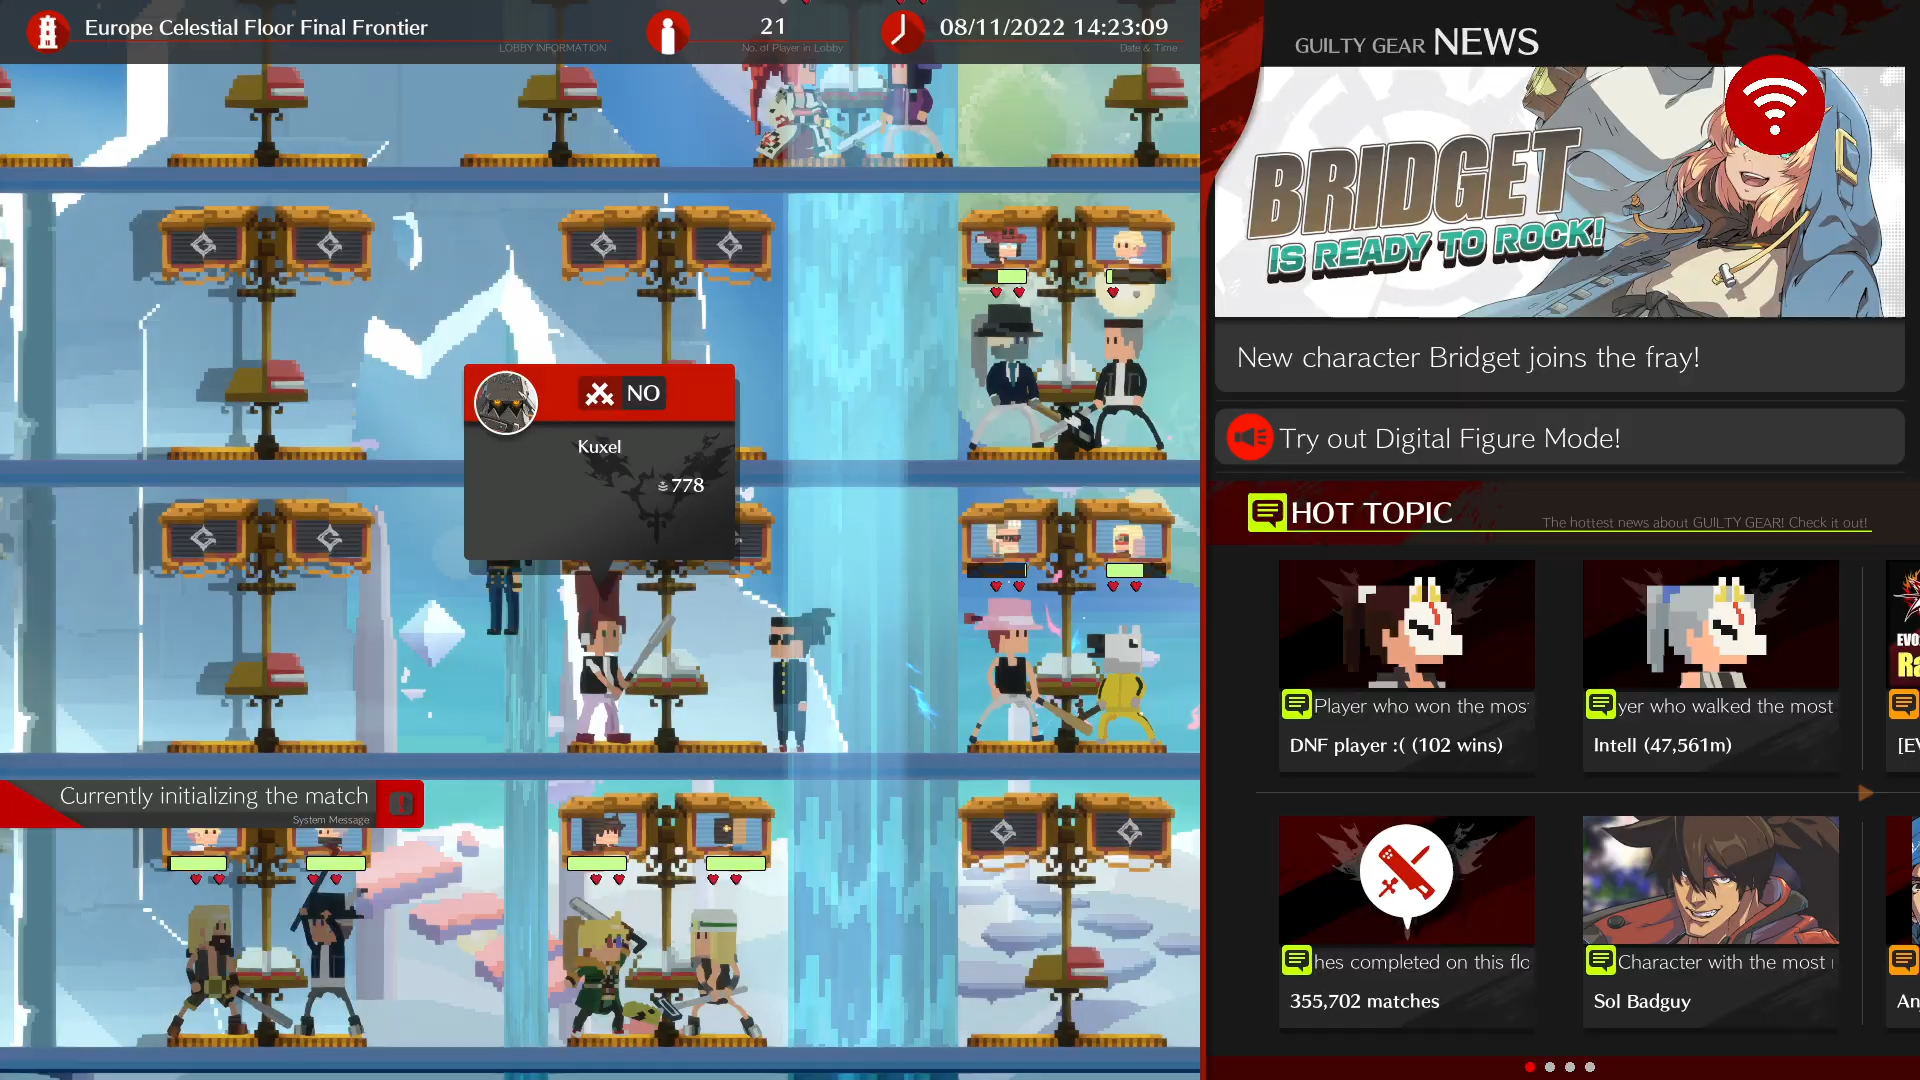 Europe Celestial Floor Final Frontier
LOBBY INFORMATION
21
No. of Player in Lobby
08/11/2022 14:23:09
Date & Time
NO
Kuxel
778
Currently initializing the match
System Message
GUILTY GEAR NEWS
BRIDGET
IS READY TO ROCK!
New character Bridget joins the fray!
Try out Digital Figure Mode!
HOT TOPIC
The hottest news about GUILTY GEAR! Check it out!
Player who won the mos
DNF player :( (102 wins)
yer who walked the most
Intell (47,561m)
EVO
Ra
[EV
hes completed on this flo
355,702 matches
Character with the most
Sol Badguy
An